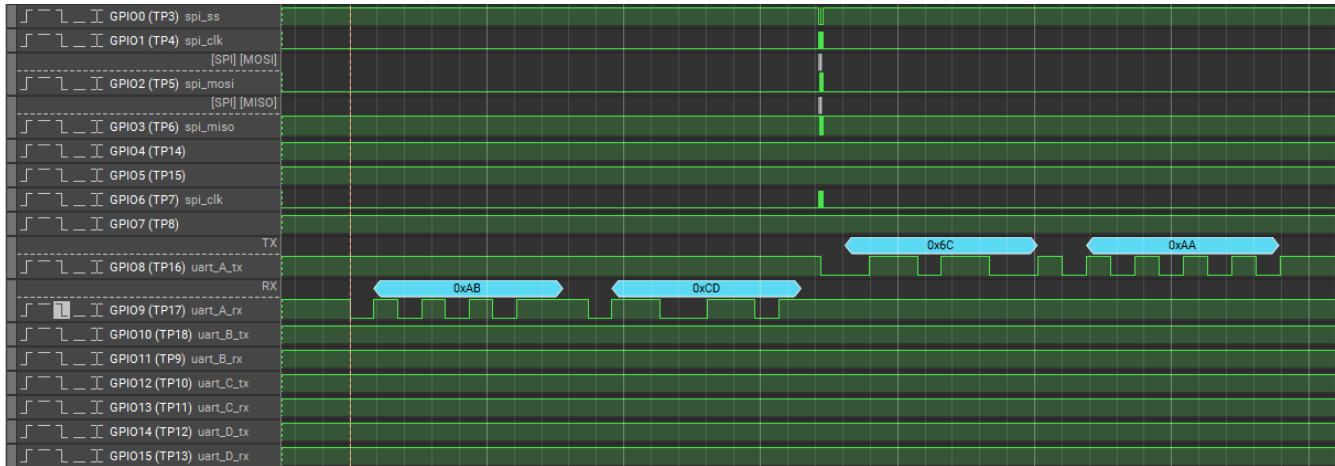 GPIO0 (TP3) spi_ss
GPIO1 (TP4) spi_clk
[SPI] [MOSI]
GPIO2 (TP5) spi_mosi
[SPI] [MISO]
GPIO3 (TP6) spi_miso
GPIO4 (TP14)
GPIO5 (TP15)
GPIO6 (TP7) spi_clk
GPIO7 (TP8)
TX 0x6C 0xAA
GPIO8 (TP16) uart_A_tx
RX 0xAB 0xCD
GPIO9 (TP17) uart_A_rx
GPIO10 (TP18) uart_B_tx
GPIO11 (TP9) uart_B_rx
GPIO12 (TP10) uart_C_tx
GPIO13 (TP11) uart_C_rx
GPIO14 (TP12) uart_D_tx
GPIO15 (TP13) uart_D_rx